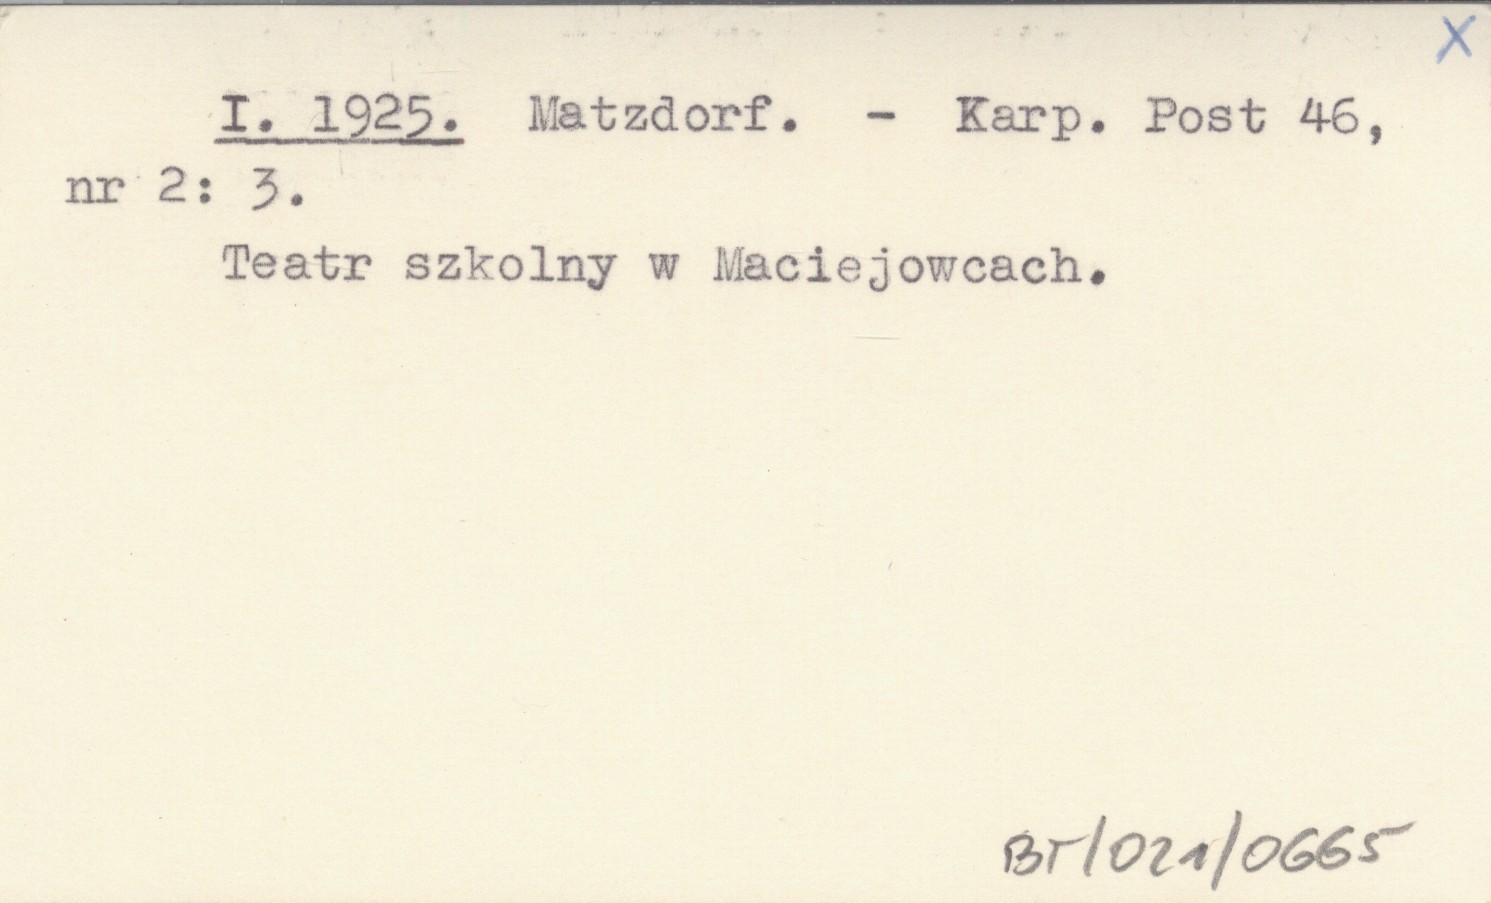 X
I. 1925. Matzdorf. - Karp. Post 46,
nr 2: 3.
Teatr szkolny w Maciejowcach.
BT/021/0665